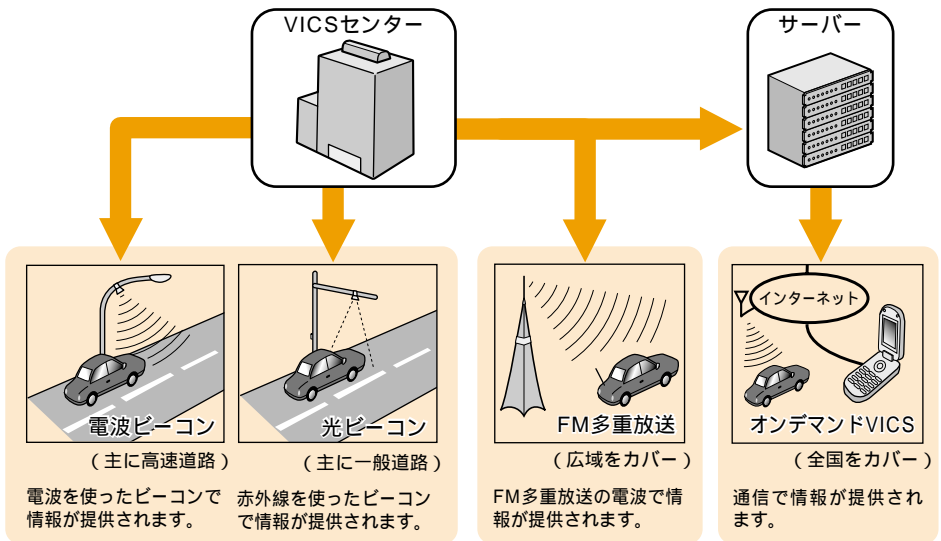 VICSセンター
サーバー
電波ビーコン
(主に高速道路)
電波を使ったビーコンで
情報が提供されます。
光ビーコン
(主に一般道路)
赤外線を使ったビーコン
で情報が提供されます。
FM多重放送
(広域をカバー)
FM多重放送の電波で情
報が提供されます。
インターネット
オンデマンドVICS
(全国をカバー)
通信で情報が提供され
ます。